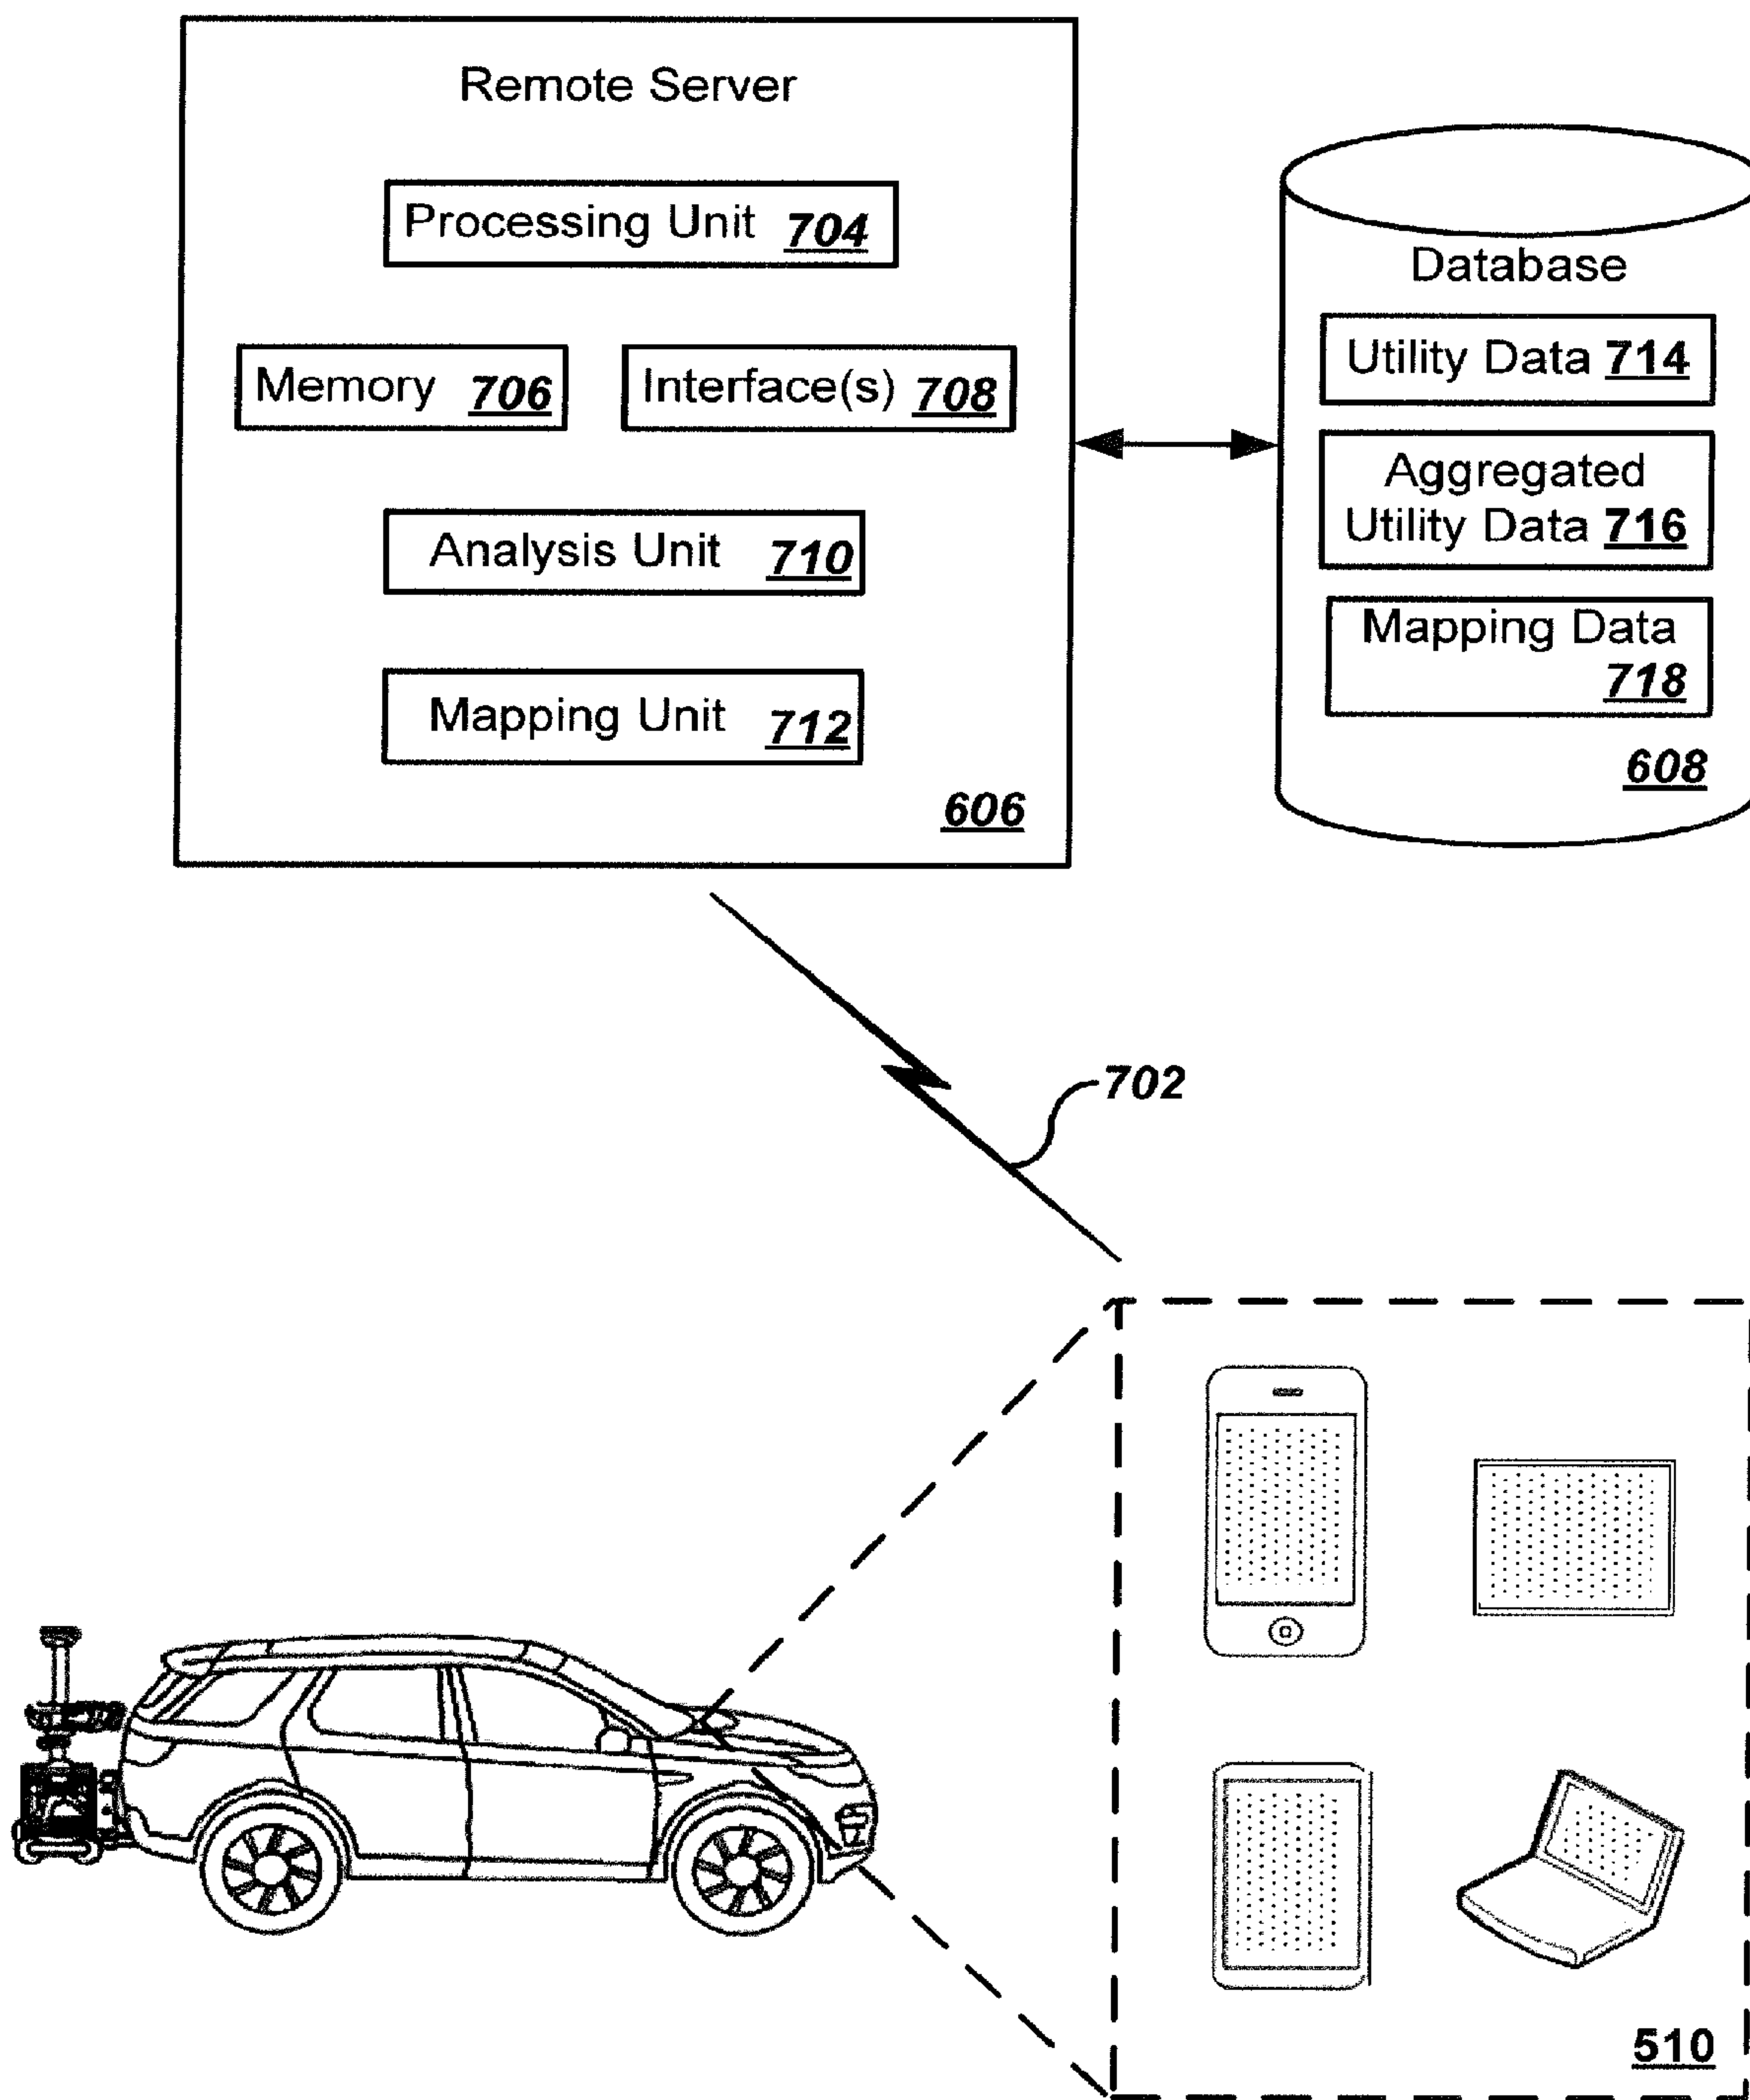 Remote Server
Processing Unit 704
Memory 706
Interface(s) 708
Analysis Unit 710
Mapping Unit 712
606
Database
Utility Data 714
Aggregated
Utility Data 716
Mapping Data
718
608
702
510